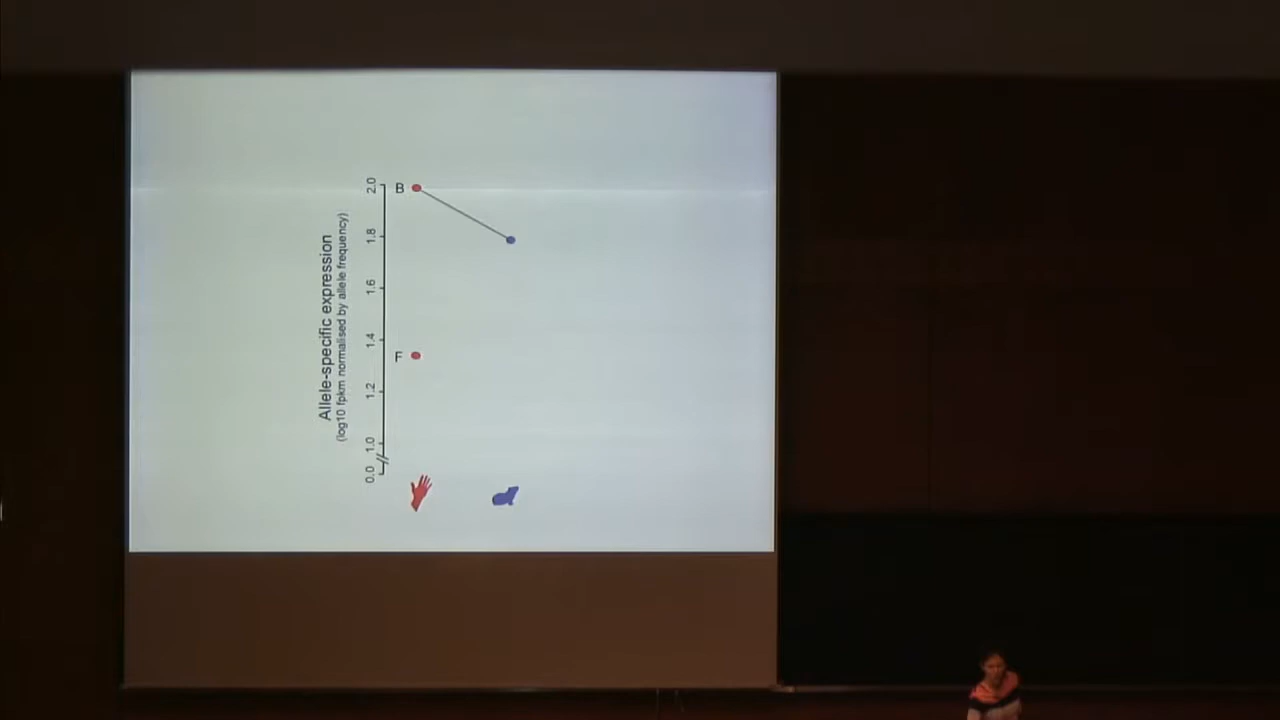 Allele-specific expression
(log10 fpkm normalised by allele frequency)
2.0
1.8
1.6
1.4
1.2
1.0
0.0
B
F